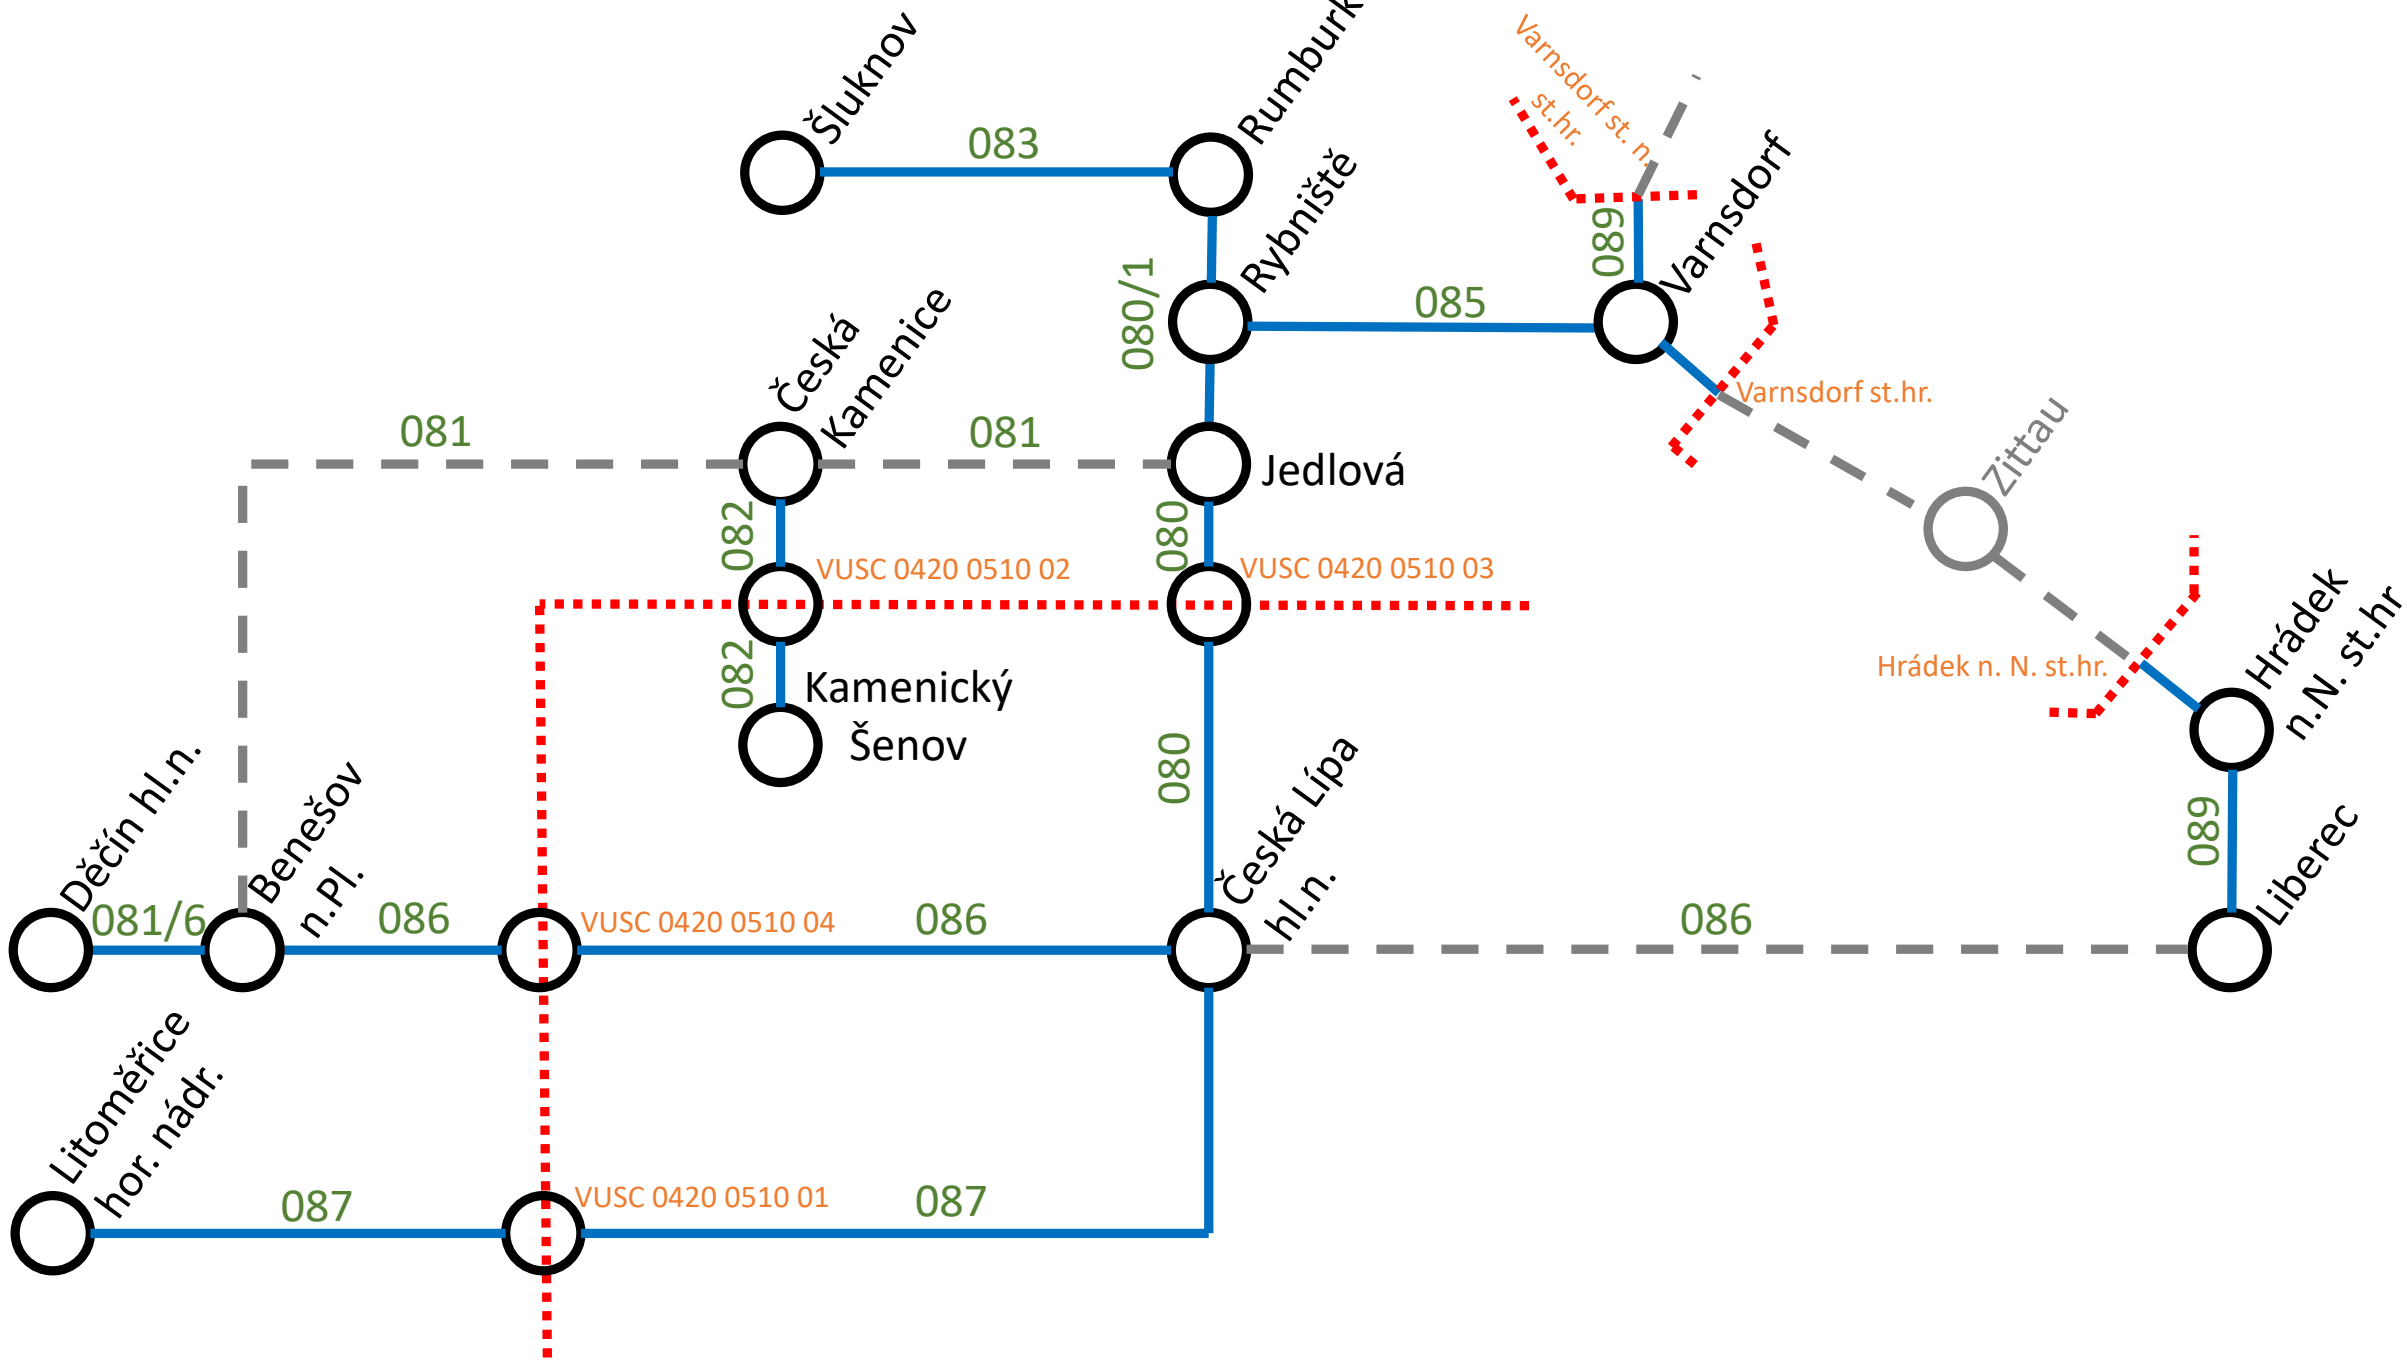 Šluknov
083
Rumburk
Rybniště
080/1
Varnsdorf st. n.
st.hr.
089
Varnsdorf
085
Varnsdorf st.hr.
Zittau
Česká
Kamenice
081
081
Jedlová
082
080
VUSC 0420 0510 02
VUSC 0420 0510 03
082
Kamenický
Šenov
080
Hrádek n. N. st.hr.
Hrádek
n.N. st.hr
089
Liberec
Děčín hl.n.
081/6
Benešov
n.Pl.
086
VUSC 0420 0510 04
086
Česká Lípa
hl.n.
086
Litoměřice
hor. nádr.
087
VUSC 0420 0510 01
087